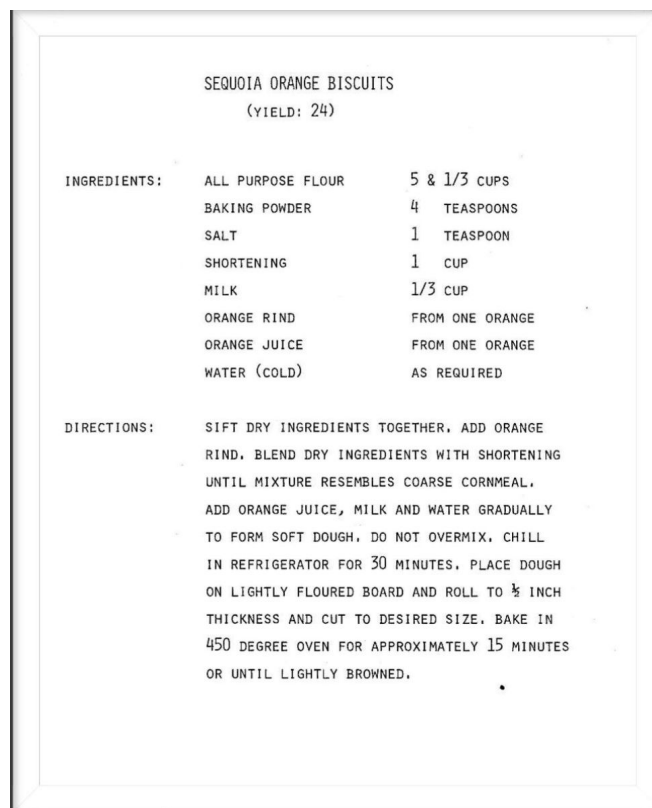 SEQUOIA ORANGE BISCUITS
(YIELD: 24)
INGREDIENTS: ALL PURPOSE FLOUR 5 & 1/3 CUPS
BAKING POWDER 4 TEASPOONS
SALT 1 TEASPOON
SHORTENING 1 CUP
MILK 1/3 CUP
ORANGE RIND FROM ONE ORANGE
ORANGE JUICE FROM ONE ORANGE
WATER (COLD) AS REQUIRED
DIRECTIONS: SIFT DRY INGREDIENTS TOGETHER. ADD ORANGE
RIND. BLEND DRY INGREDIENTS WITH SHORTENING
UNTIL MIXTURE RESEMBLES COARSE CORNMEAL.
ADD ORANGE JUICE, MILK AND WATER GRADUALLY
TO FORM SOFT DOUGH. DO NOT OVERMIX. CHILL
IN REFRIGERATOR FOR 30 MINUTES. PLACE DOUGH
ON LIGHTLY FLOURED BOARD AND ROLL TO ½ INCH
THICKNESS AND CUT TO DESIRED SIZE. BAKE IN
450 DEGREE OVEN FOR APPROXIMATELY 15 MINUTES
OR UNTIL LIGHTLY BROWNED.